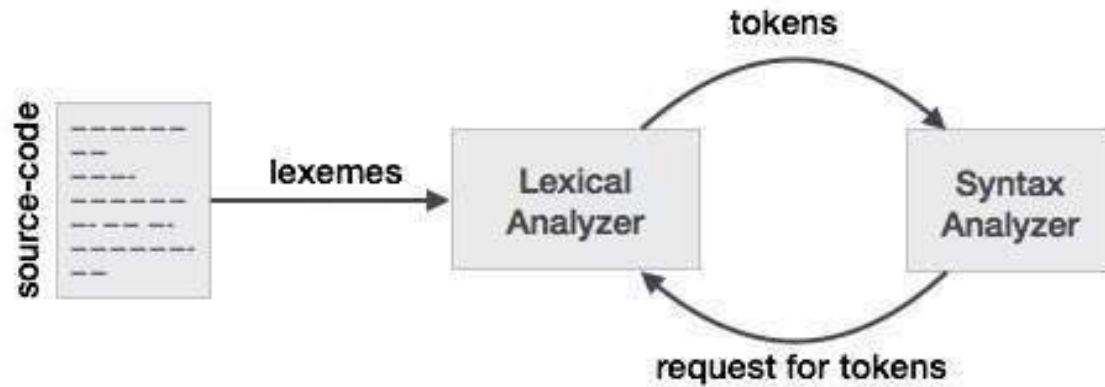 source-code
lexemes
Lexical
Analyzer
tokens
Syntax
Analyzer
request for tokens